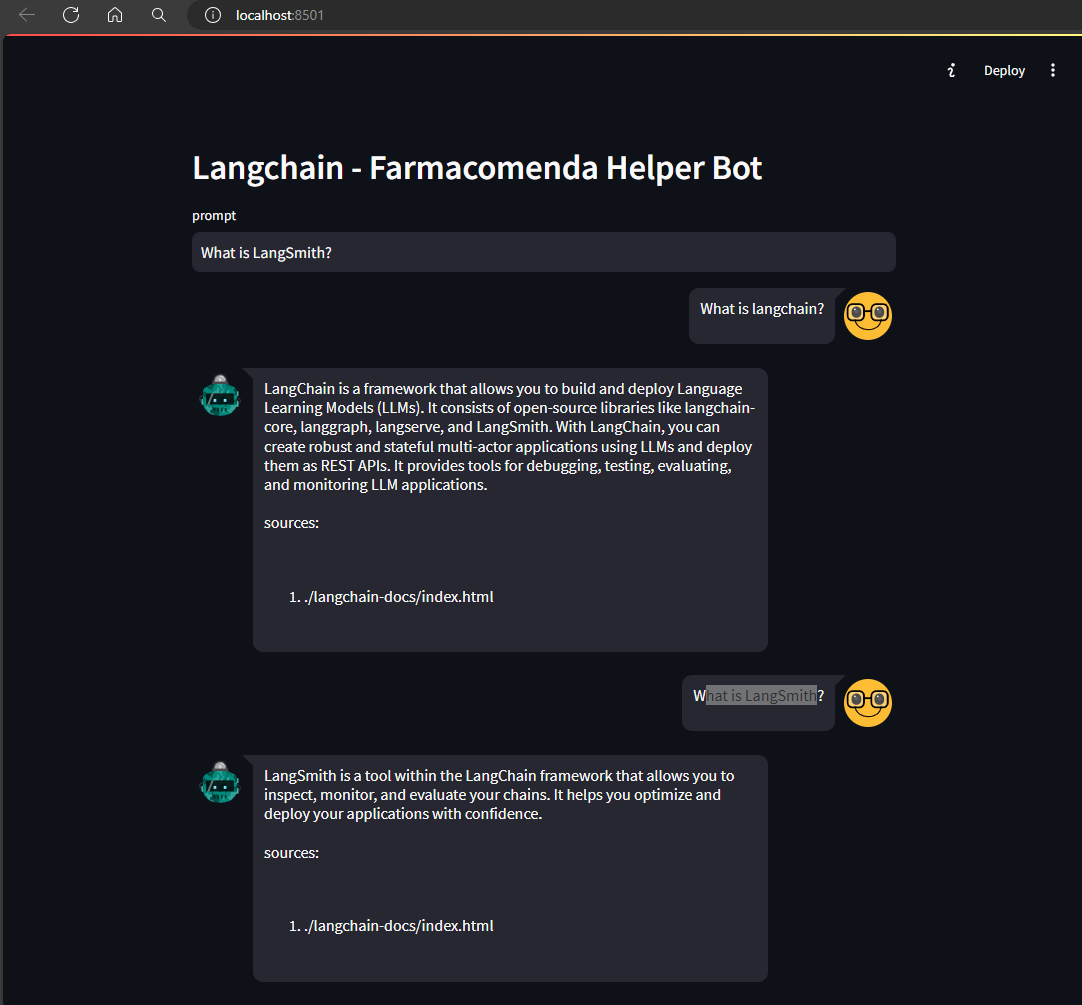 localhost:8501
Deploy
Langchain - Farmacomenda Helper Bot
prompt
What is LangSmith?
What is langchain?
LangChain is a framework that allows you to build and deploy Language
Learning Models (LLMs). It consists of open-source libraries like langchain-
core, langgraph, langserve, and LangSmith. With LangChain, you can
create robust and stateful multi-actor applications using LLMs and deploy
them as REST APIs. It provides tools for debugging, testing, evaluating,
and monitoring LLM applications.
sources:
1. ./langchain-docs/index.html
What is LangSmith?
LangSmith is a tool within the LangChain framework that allows you to
inspect, monitor, and evaluate your chains. It helps you optimize and
deploy your applications with confidence.
sources:
1. ./langchain-docs/index.html